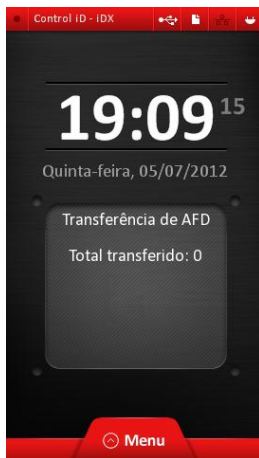 Control iD - iDX
19:09 15
Quinta-feira, 05/07/2012
Transferência de AFD
Total transferido: 0
Menu